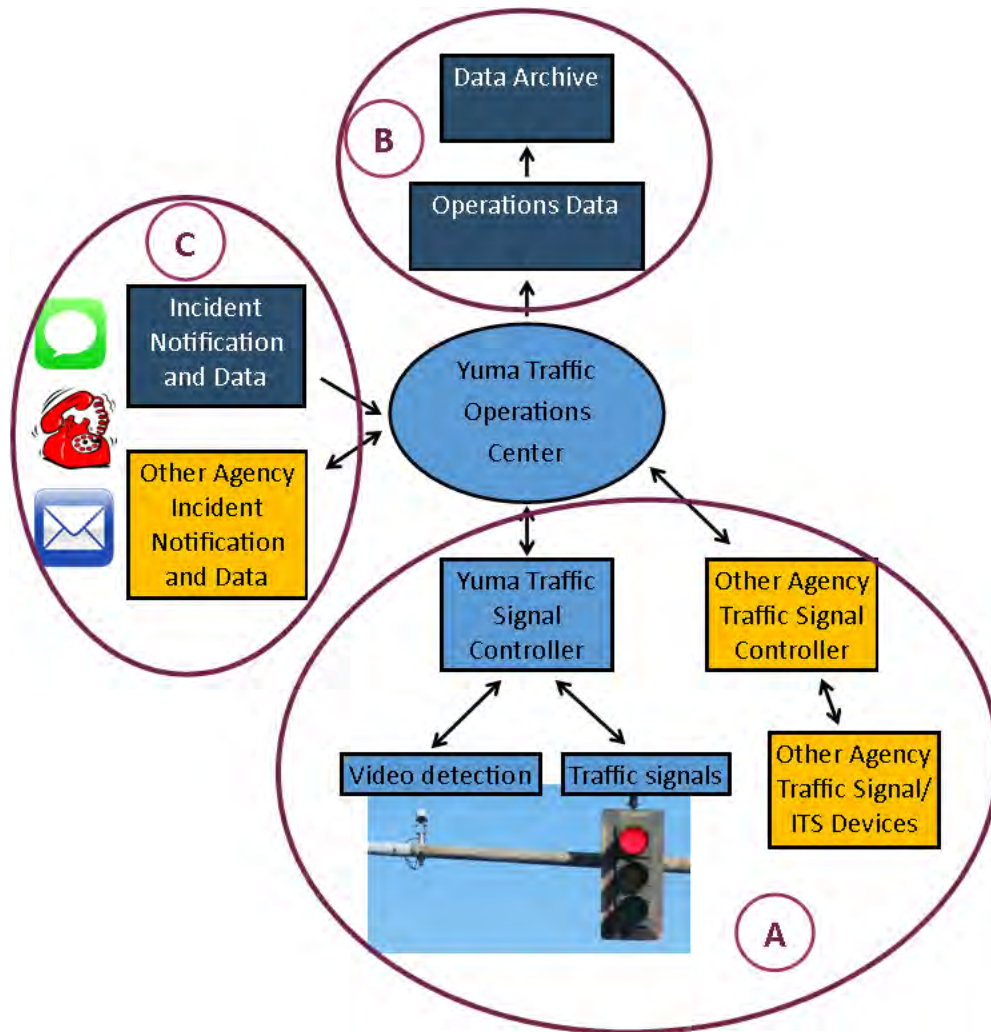 Data Archive
B
Operations Data
C
Incident
Notification
and Data
Yuma Traffic
Operations
Center
Other Agency
Incident
Notification
and Data
Yuma Traffic
Signal
Controller
Other Agency
Traffic Signal
Controller
Video detection
Traffic signals
Other Agency
Traffic Signal/
ITS Devices
A